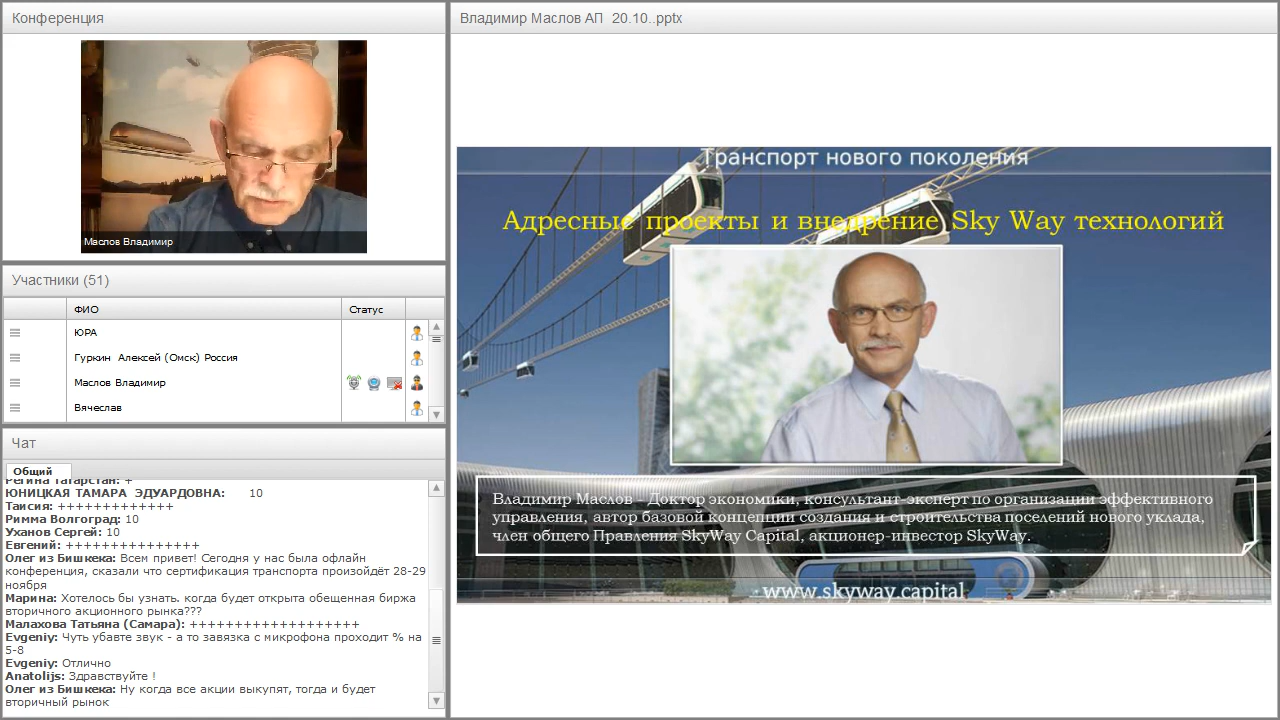 Конференция
Маслов Владимир
Участники (51)
ФИО
Статус
ЮРА
Гуркин Алексей (Омск) Россия
Маслов Владимир
Вячеслав
Чат
Общий
Регина Татарстан: +
ЮНИЦКАЯ ТАМАРА ЭДУАРДОВНА: 10
Таисия: +++++++++++++
Римма Волгоград: 10
Уханов Сергей: 10
Евгений: +++++++++++++++
Олег из Бишкека: Всем привет! Сегодня у нас была офлайн
конференция, сказали что сертификация транспорта произойдёт 28-29
ноября
Марина: Хотелось бы узнать. когда будет открыта обещенная биржа
вторичного акционного рынка???
Малахова Татьяна (Самара): +++++++++++++++++++
Evgeniy: Чуть убавте звук - а то завязка с микрофона проходит % на
5-8
Evgeniy: Отлично
Anatolijs: Здравствуйте !
Олег из Бишкека: Ну когда все акции выкупят, тогда и будет
вторичный рынок
Владимир Маслов АП 20.10..pptx
Транспорт нового поколения
Адресные проекты и внедрение Sky Way технологий
Владимир Маслов – Доктор экономики, консультант-эксперт по организации эффективного
управления, автор базовой концепции создания и строительства поселений нового уклада,
член общего Правления SkyWay Capital, акционер-инвестор SkyWay.
www.skyway.capital